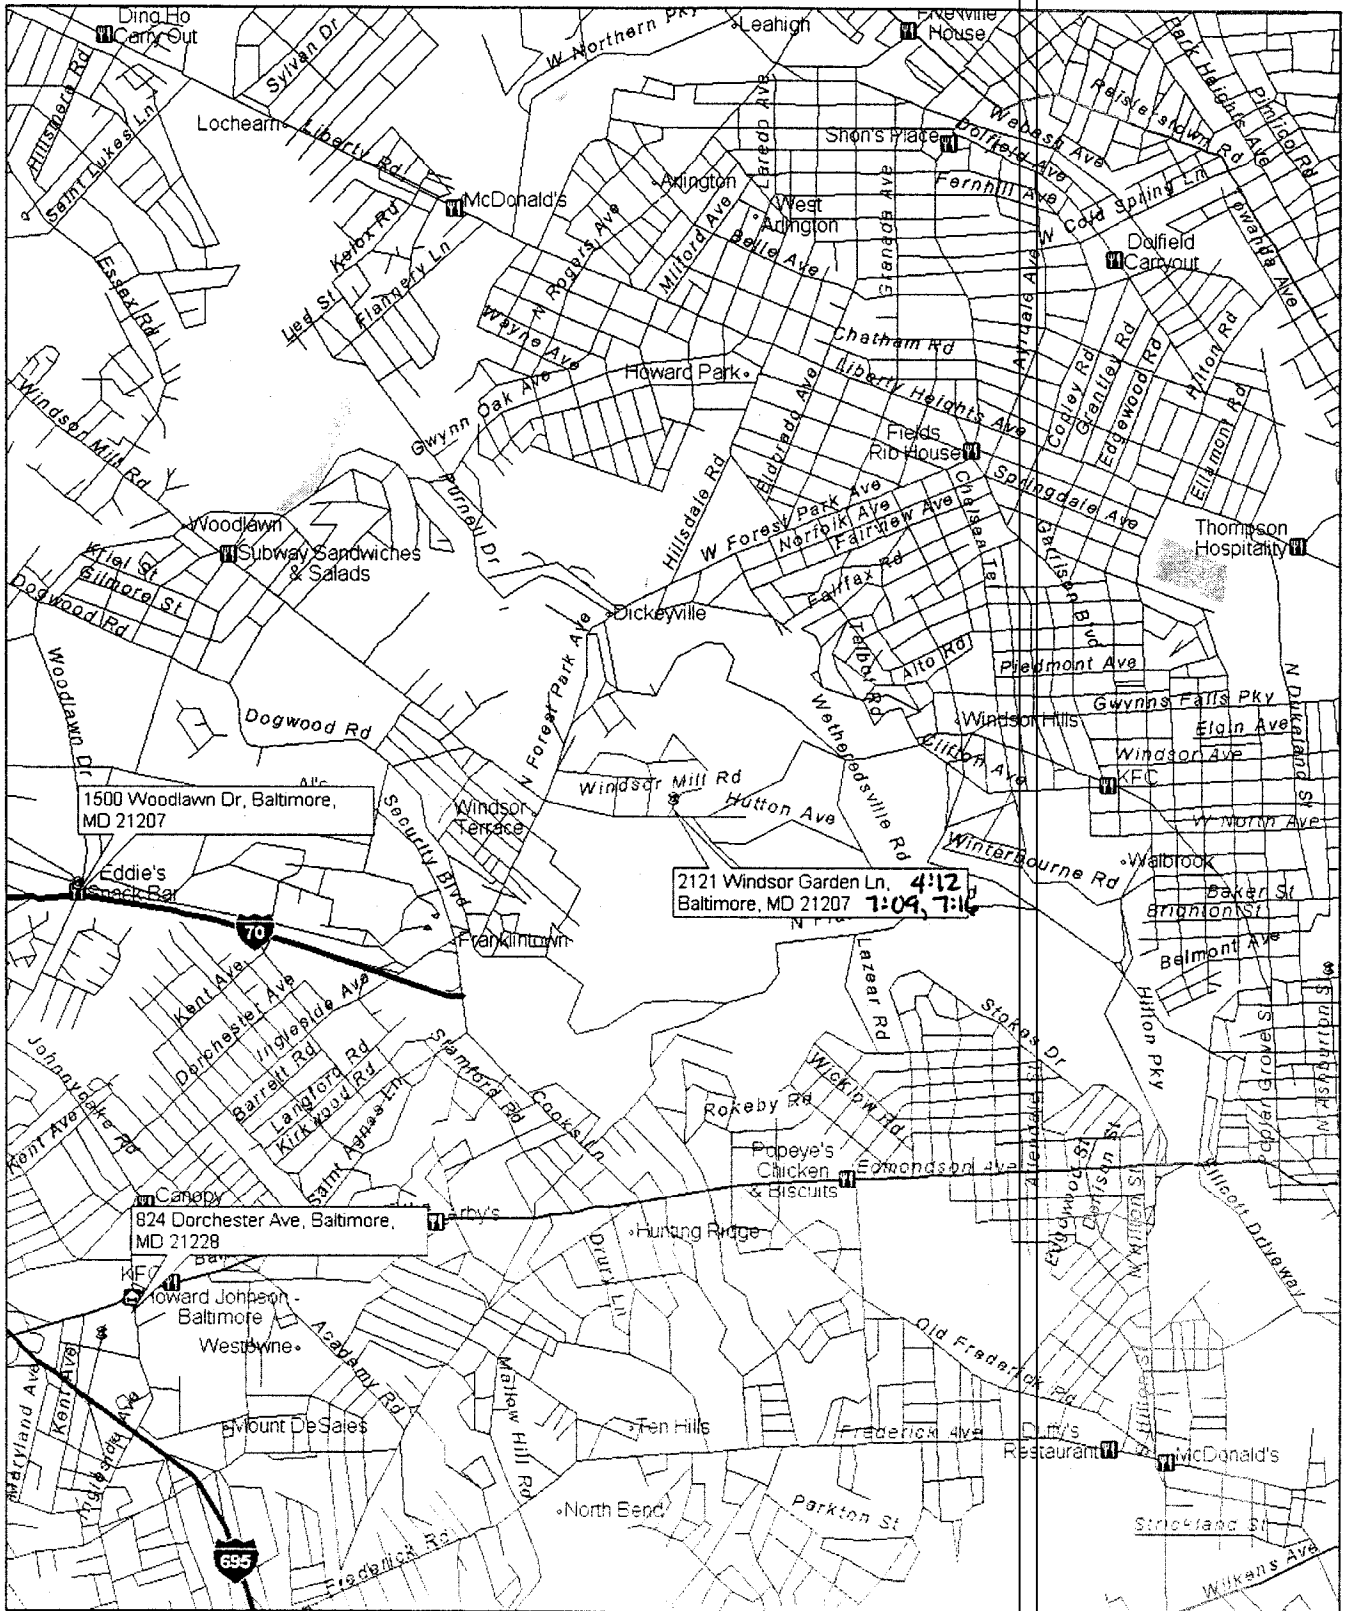 Ding Ho
Carry Out
Sylvan Dr
W Northern Pky
Leahigh
House
Park Heights Ave
Pimlico Rd
Hillsmere Rd
Saint Lukes Ln
Lochearn
Liberty Rd
Laredo Ave
Shon's Place
Dolfield Ave
Wabash Ave
Reisterstown Rd
McDonald's
Arlington
West
Arlington
Fernhill Ave
W Cold Spring Ln
Towanda Ave
Kelox Rd
Flannery Ln
Lied St
Essex Rd
N Rogers Ave
Milford Ave
Belle Ave
Granada Ave
Dolfield
Carryout
Wayne Ave
Chatham Rd
Ayrdale Ave
Howard Park
Liberty Heights Ave
Copley Rd
Grantley Rd
Edgewood Rd
Hilton Rd
Ellamont Rd
Windsor Mill Rd
Gwynn Oak Ave
Eldorado Ave
Fields
Rib House
Purnell Dr
Hillsdale Rd
W Forest Park Ave
Norfolk Ave
Fairview Ave
Chelsea Ter
Springdale Ave
Garrison Blvd
Thompson
Hospitality
Woodlawn
Subway Sandwiches
& Salads
Kriel St
Gilmore St
Dogwood Rd
Fairfax Rd
Dickeyville
Talbot Rd
Alto Rd
Piedmont Ave
Woodlawn Dr
Dogwood Rd
N Forest Park Ave
Wetheredsville Rd
Windsor Hills
Gwynns Falls Pky
Elgin Ave
Windsor Ave
N Dukeland St
Clifton Ave
KFC
W North Ave
Al's
1500 Woodlawn Dr, Baltimore,
MD 21207
Security Blvd
Windsor
Terrace
Windsor Mill Rd
Hutton Ave
Winterbourne Rd
Walbrook
Eddie's
Snack Bar
2121 Windsor Garden Ln, 4:12,
Baltimore, MD 21207 7:09, 7:16
Baker St
Brighton St
Belmont Ave
70
Franklintown
Lazear Rd
Kent Ave
Dorchester Ave
Ingleside Ave
Stokes Dr
Hilton Pky
Poplar Grove S
N Ashburton S
Johnnycake Rd
Barrett Rd
Langford Rd
Kirkwood Rd
Saint Agnes Ln
Stamford Rd
Cooks Ln
Wicklow Rd
Rokeby Rd
Kent Ave
Popeye's
Chicken
& Biscuits
Edmondson Ave
Allendale St
Edgewood St
Denison St
Ellicott Driveway
Canopy
824 Dorchester Ave, Baltimore,
MD 21228
rby's
Hunting Ridge
Drury Ln
KFC
Howard Johnson -
Baltimore
Westowne
Academy Rd
Old Frederick Rd
Maryland Ave
Kent Ave
Ingleside Ave
Mount DeSales
Mallow Hill Rd
Ten Hills
Frederick Ave
Duffy's
Restaurant
McDonald's
North Bend
Parkton St
Strickland St
695
Frederick Rd
Wilkens Ave